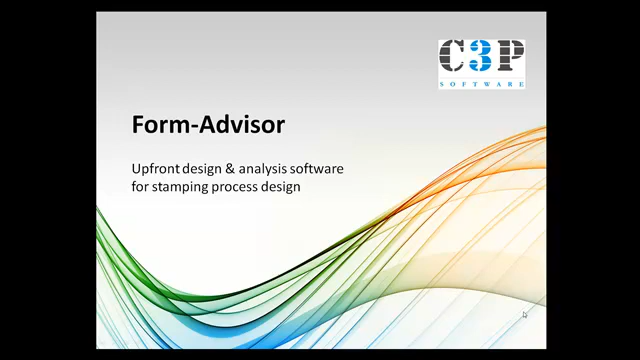 C3P
SOFTWARE
Form-Advisor
Upfront design & analysis software
for stamping process design